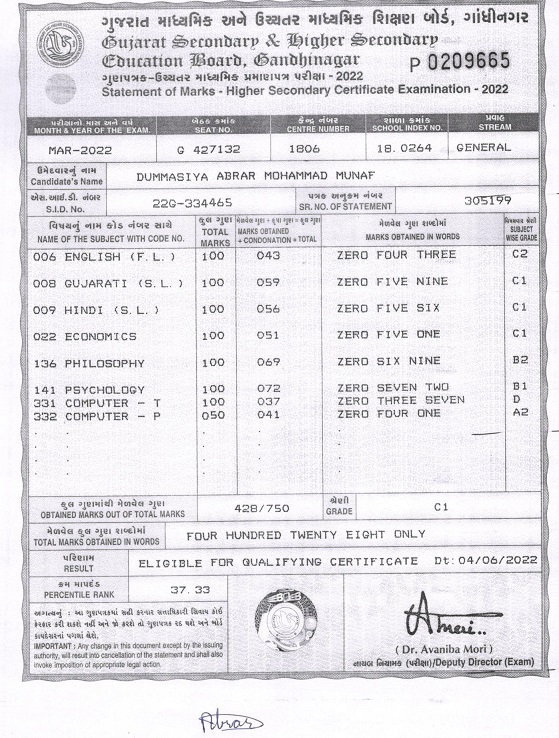 ગુજરાત માધ્યમિક અને ઉચ્ચતર માધ્યમિક શિક્ષણ બોર્ડ, ગાંધીનગર
Gujarat Secondary & Higher Secondary
Education Board, Gandhinagar
P 0209665
ગુણપત્રક-ઉચ્ચતર માધ્યમિક પ્રમાણપત્ર પરીક્ષા - 2022
Statement of Marks - Higher Secondary Certificate Examination - 2022
પરીક્ષાનો માસ અને વર્ષ બેઠક ક્રમાંક કેન્દ્ર નંબર શાળા ક્રમાંક પ્રવાહ
MONTH & YEAR OF THE EXAM. SEAT NO. CENTRE NUMBER SCHOOL INDEX NO. STREAM
MAR-2022 G 427132 1806 18.0264 GENERAL
ઉમેદવારનું નામ
Candidate's Name DUMMASIYA ABRAR MOHAMMAD MUNAF
એસ.આઈ.ડી. નંબર પત્રક અનુક્રમ નંબર
S.I.D. No. 22G-334465 SR. NO. OF STATEMENT 305199
વિષયનું નામ કોડ નંબર સાથે કુલ ગુણ મેળવેલ ગુણ + કૃપા ગુણ = કુલ ગુણ મેળવેલ ગુણ શબ્દોમાં વિષયવાર શ્રેણી
NAME OF THE SUBJECT WITH CODE NO. TOTAL MARKS MARKS OBTAINED + CONDONATION = TOTAL MARKS OBTAINED IN WORDS SUBJECT WISE GRADE
006 ENGLISH (F.L.) 100 043 ZERO FOUR THREE C2
008 GUJARATI (S.L.) 100 059 ZERO FIVE NINE C1
009 HINDI (S.L.) 100 056 ZERO FIVE SIX C1
022 ECONOMICS 100 051 ZERO FIVE ONE C1
136 PHILOSOPHY 100 069 ZERO SIX NINE B2
141 PSYCHOLOGY 100 072 ZERO SEVEN TWO B1
331 COMPUTER - T 100 037 ZERO THREE SEVEN D
332 COMPUTER - P 050 041 ZERO FOUR ONE A2
કુલ ગુણમાંથી મેળવેલ ગુણ શ્રેણી
OBTAINED MARKS OUT OF TOTAL MARKS 428/750 GRADE C1
મેળવેલ કુલ ગુણ શબ્દોમાં
TOTAL MARKS OBTAINED IN WORDS FOUR HUNDRED TWENTY EIGHT ONLY
પરિણામ
RESULT ELIGIBLE FOR QUALIFYING CERTIFICATE Dt: 04/06/2022
ક્રમ માપદંડ
PERCENTILE RANK 37.33
અગત્યનું : આ ગુણપત્રકમાં સહી કરનાર સત્તાધિકારી સિવાય કોઈ
ફેરફાર કરી શકશે નહીં અને જો કરશે તો ગુણપત્રક રદ થશે અને બોર્ડ
કાયદેસરનાં પગલાં લેશે.
IMPORTANT : Any change in this document except by the issuing
authority, will result into cancellation of the statement and shall also
invoke imposition of appropriate legal action.
( Dr. Avaniba Mori )
નાયબ નિયામક (પરીક્ષા)/Deputy Director (Exam)
Abrar